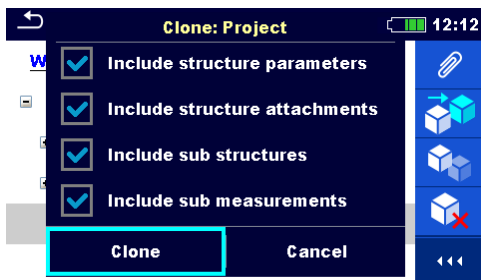 Clone: Project
12:12
W
Include structure parameters
Include structure attachments
Include sub structures
Include sub measurements
Clone
Cancel